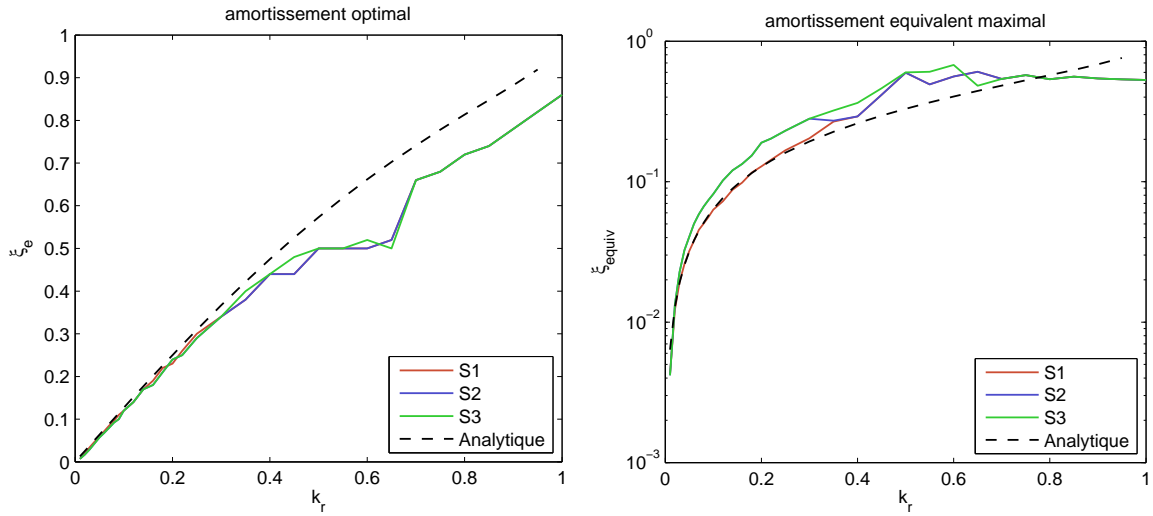 amortissement optimal
1
0.9
0.8
0.7
0.6
0.5
0.4
0.3
0.2
0.1
0
ξe
0 0.2 0.4 0.6 0.8 1
kr
S1
S2
S3
Analytique
amortissement equivalent maximal
10^0
10^-1
10^-2
10^-3
ξequiv
0 0.2 0.4 0.6 0.8 1
kr
S1
S2
S3
Analytique